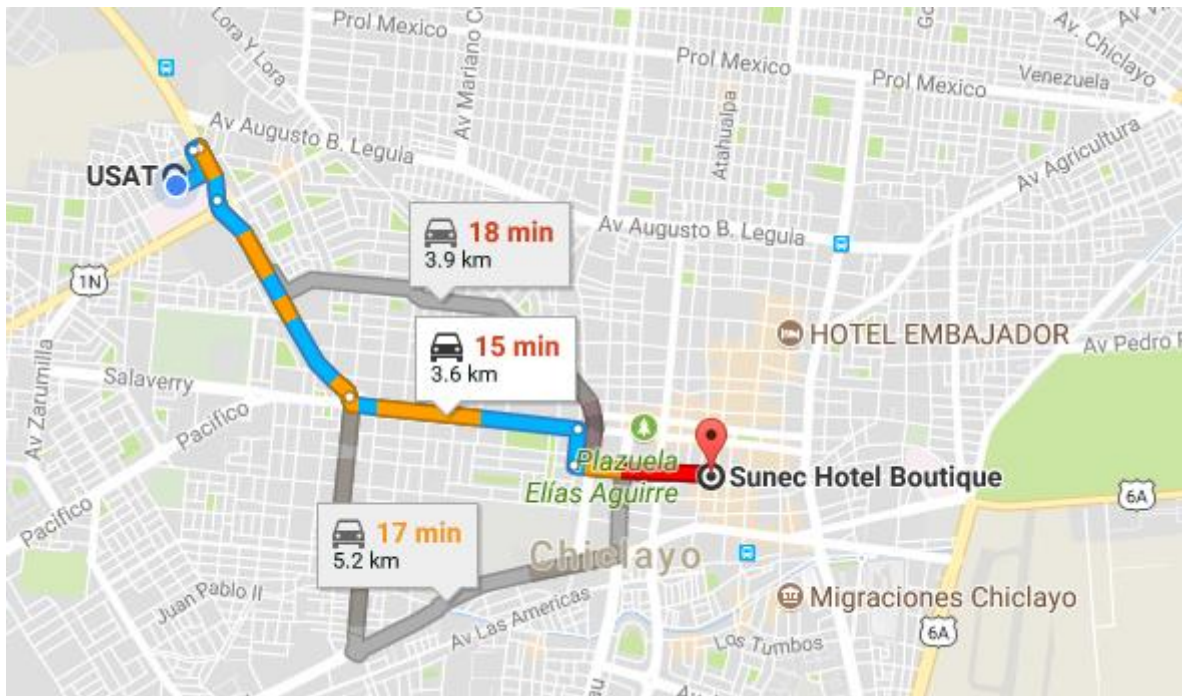 Lora Y Lora
Prol Mexico
Av Mariano C
Prol Mexico
Prol Mexico
Venezuela
Av. Chiclayo
Av Augusto B. Leguia
Atahualpa
Av Agricultura
USAT
18 min
3.9 km
Av Augusto B. Leguia
1N
15 min
3.6 km
HOTEL EMBAJADOR
Av Pedro
Salaverry
Av Zarumilla
Pacifico
Plazuela
Elías Aguirre
Sunec Hotel Boutique
6A
Pacifico
17 min
5.2 km
Chiclayo
Juan Pablo II
Av Las Americas
Migraciones Chiclayo
Los Tumbos
6A